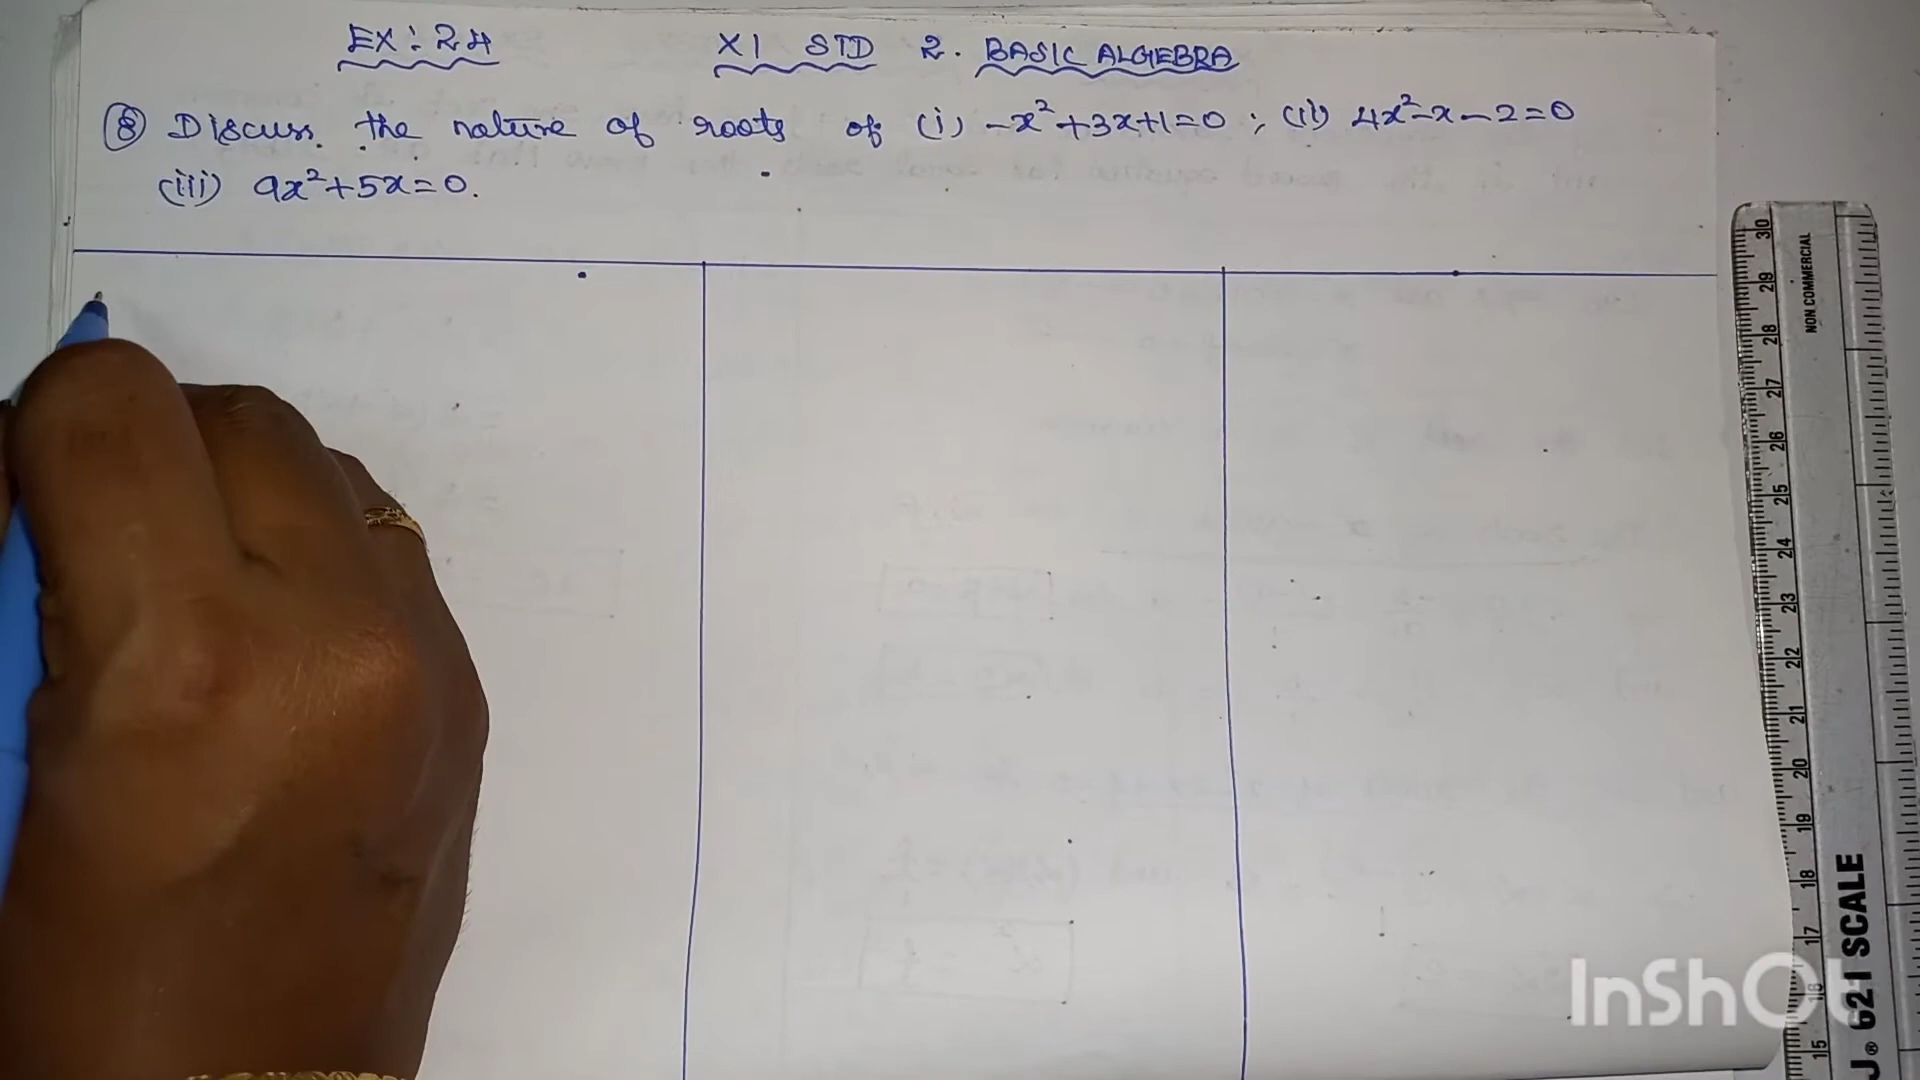 EX: 2.4 XI STD 2. BASIC ALGEBRA
⑧ Discuss the nature of roots of (i) -x²+3x+1=0 ; (ii) 4x²-x-2=0
(iii) 9x²+5x=0.
30
29
28
27
26
25
24
23
22
21
20
19
18
17
16
15
NON COMMERCIAL
J.® 621 SCALE
InShOt